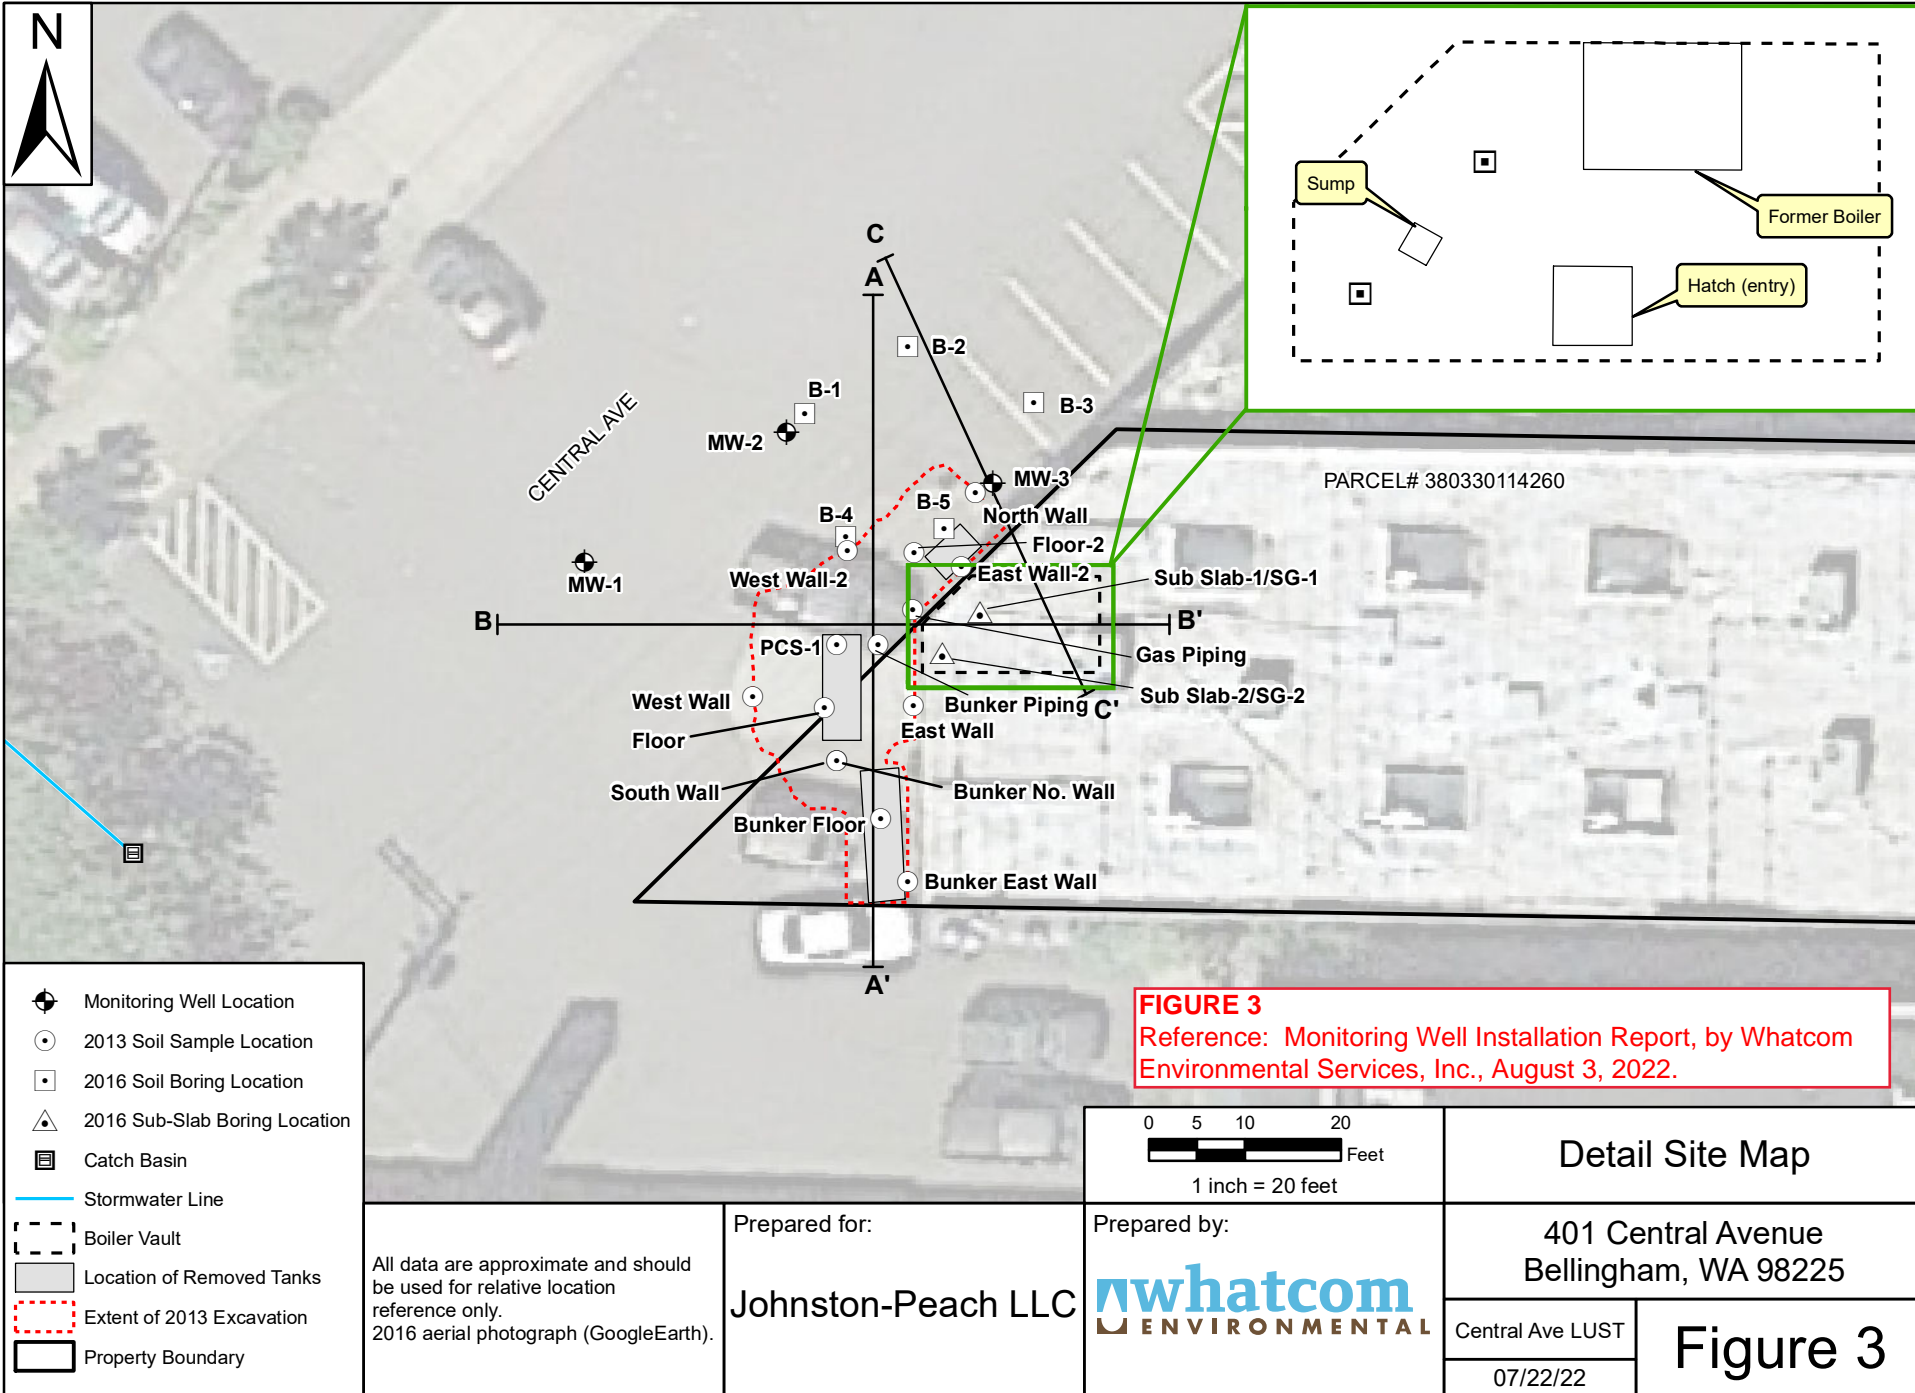 N
Sump
Former Boiler
Hatch (entry)
C
A
B-2
B-1
B-3
MW-2
CENTRAL AVE
MW-3
PARCEL# 380330114260
B-5
North Wall
B-4
Floor-2
West Wall-2
East Wall-2
Sub Slab-1/SG-1
MW-1
B
B'
PCS-1
Gas Piping
West Wall
Bunker Piping
C'
Sub Slab-2/SG-2
Floor
East Wall
South Wall
Bunker No. Wall
Bunker Floor
Bunker East Wall
A'
Monitoring Well Location
2013 Soil Sample Location
2016 Soil Boring Location
2016 Sub-Slab Boring Location
Catch Basin
Stormwater Line
Boiler Vault
Location of Removed Tanks
Extent of 2013 Excavation
Property Boundary
FIGURE 3
Reference: Monitoring Well Installation Report, by Whatcom
Environmental Services, Inc., August 3, 2022.
0 5 10 20
Feet
1 inch = 20 feet
Detail Site Map
All data are approximate and should
be used for relative location
reference only.
2016 aerial photograph (GoogleEarth).
Prepared for:
Johnston-Peach LLC
Prepared by:
whatcom
ENVIRONMENTAL
401 Central Avenue
Bellingham, WA 98225
Central Ave LUST
07/22/22
Figure 3